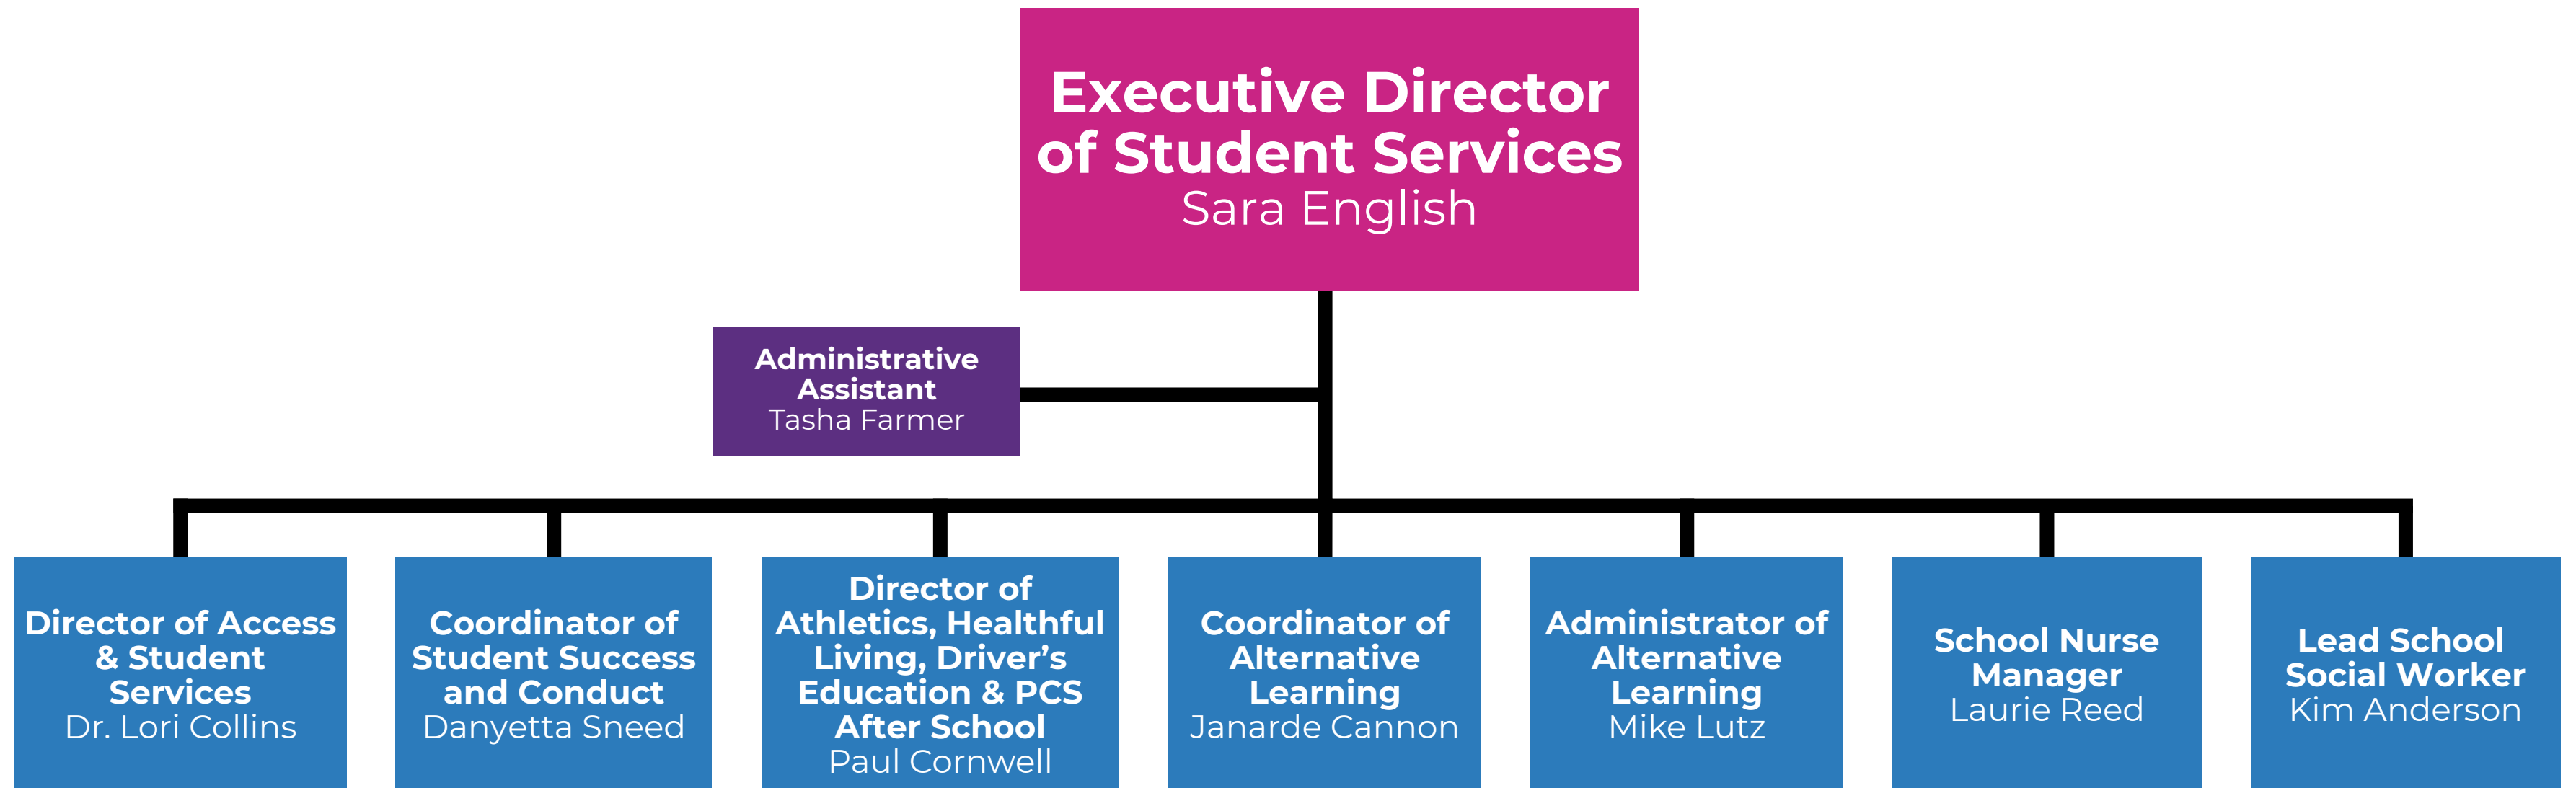 Executive Director
of Student Services
Sara English
Administrative
Assistant
Tasha Farmer
Director of Access
& Student
Services
Dr. Lori Collins
Coordinator of
Student Success
and Conduct
Danyetta Sneed
Director of
Athletics, Healthful
Living, Driver’s
Education & PCS
After School
Paul Cornwell
Coordinator of
Alternative
Learning
Janarde Cannon
Administrator of
Alternative
Learning
Mike Lutz
School Nurse
Manager
Laurie Reed
Lead School
Social Worker
Kim Anderson